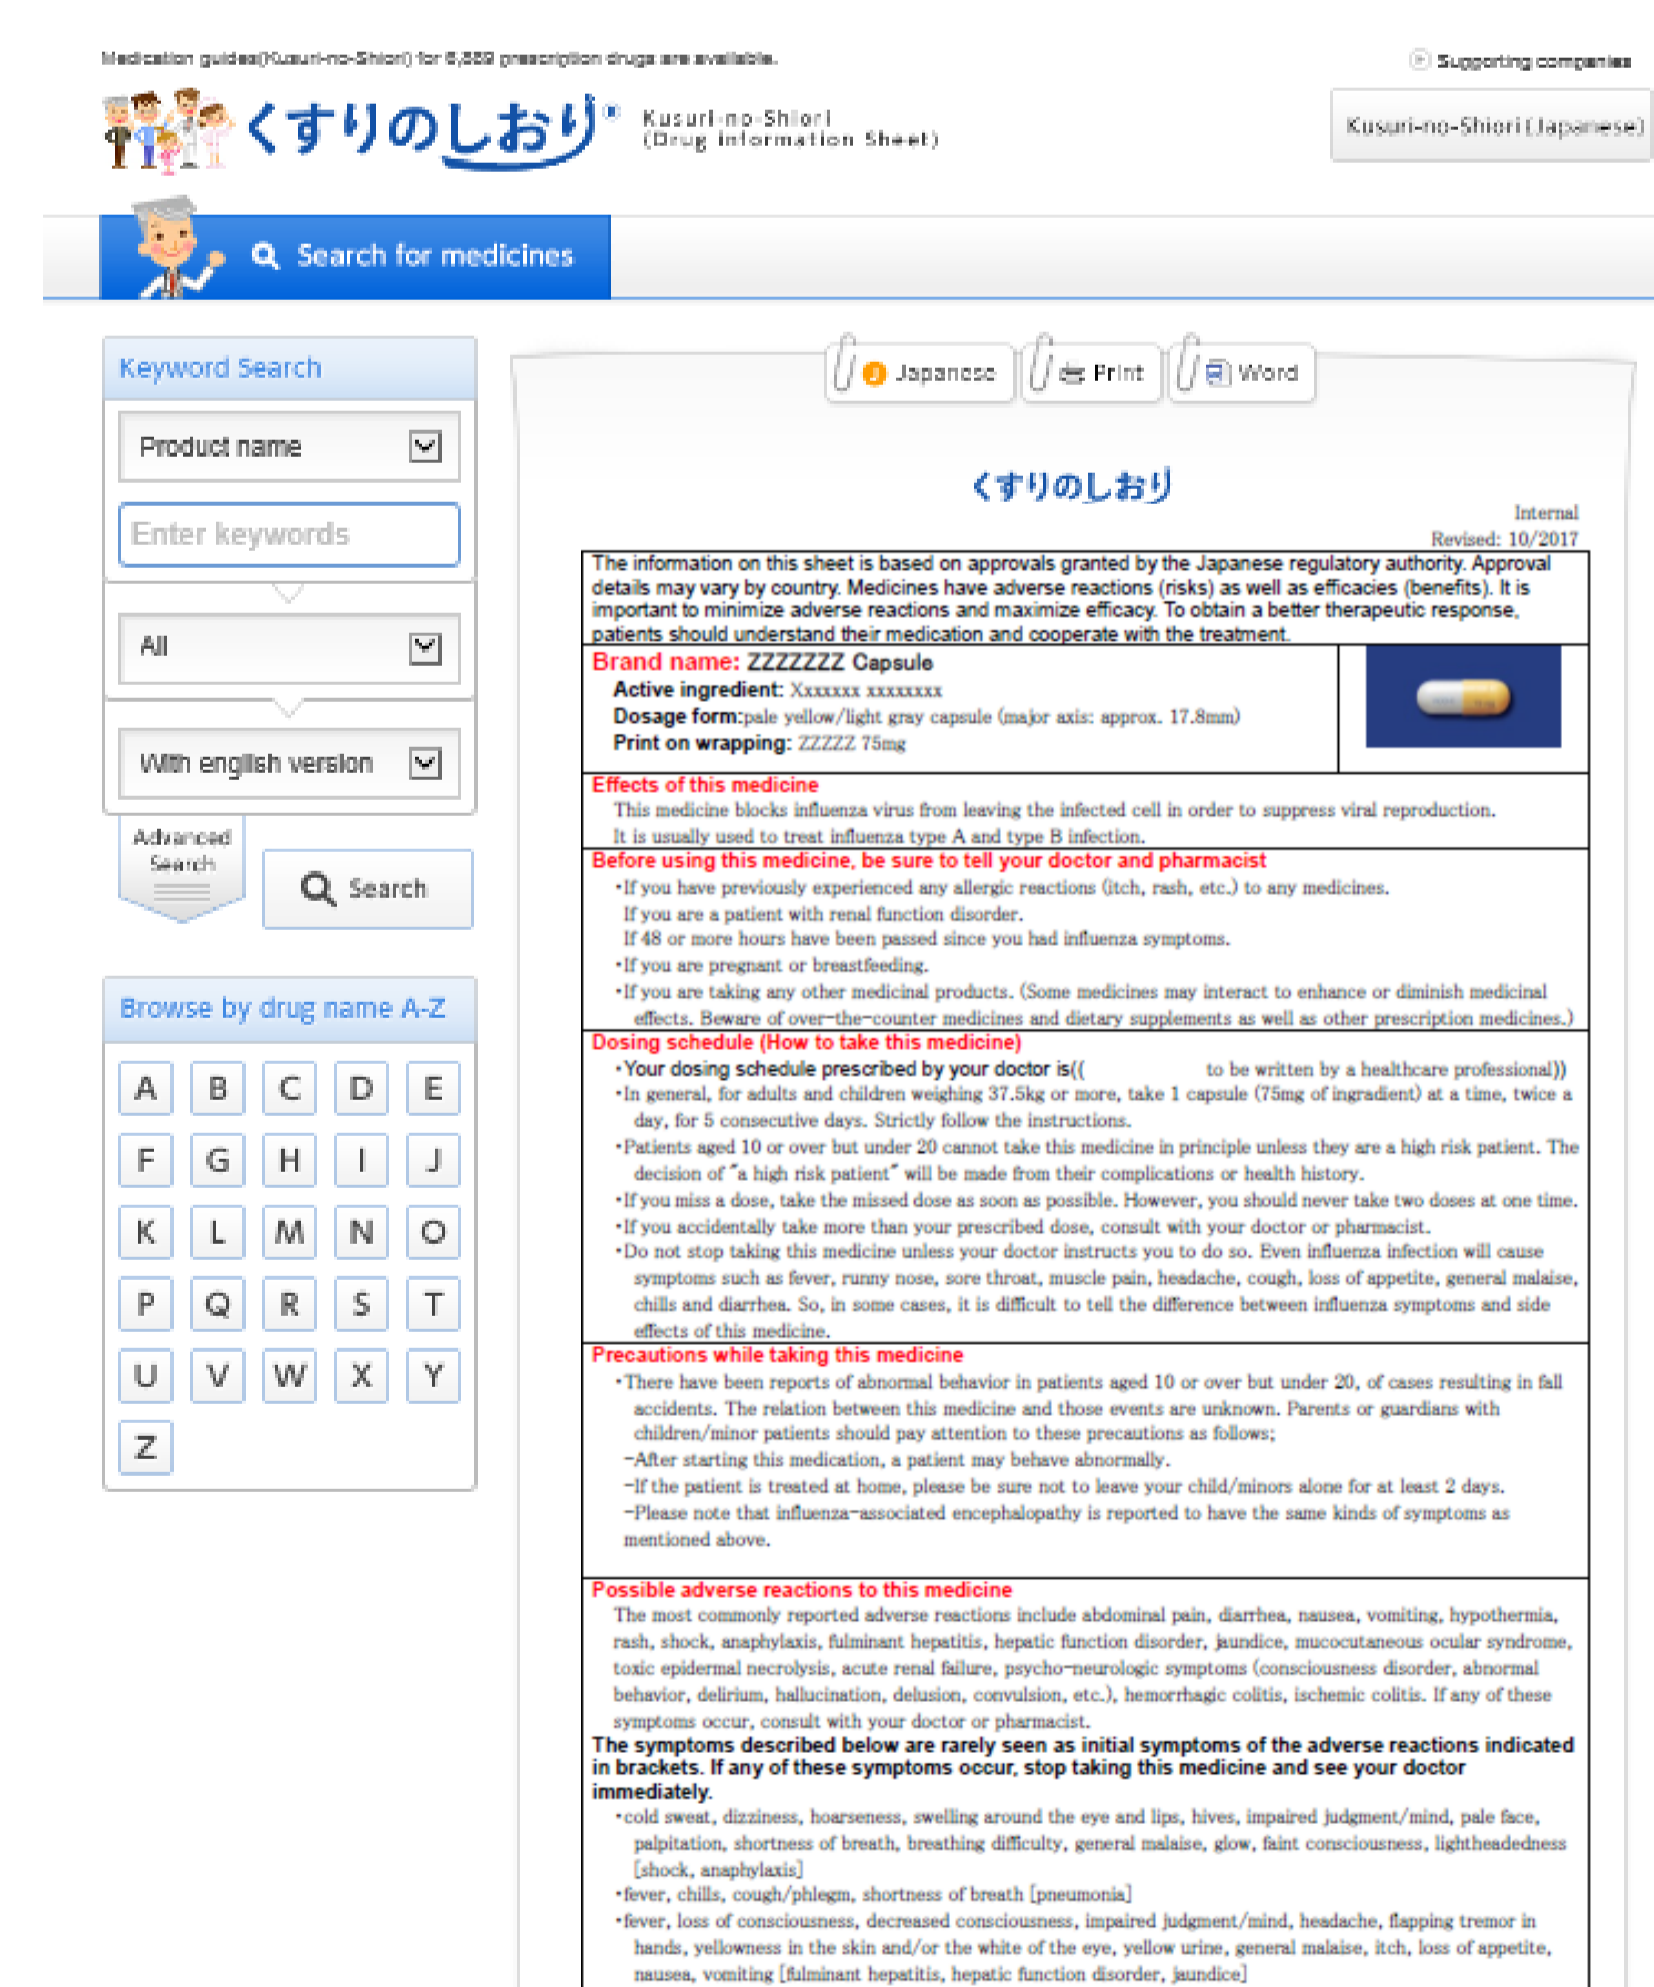 Medication guides(Kusuri-no-Shiori) for prescription drugs are available.
Supporting companies
くすりのしおり®
Kusuri-no-Shiori
(Drug Information Sheet)
Kusuri-no-Shiori (Japanese)
Search for medicines
Keyword Search
Product name
Enter keywords
All
With english version
Advanced
Search
Search
Browse by drug name A-Z
A B C D E
F G H I J
K L M N O
P Q R S T
U V W X Y
Z
Japanese
Print
Word
くすりのしおり
Internal
Revised: 10/2017
The information on this sheet is based on approvals granted by the Japanese regulatory authority. Approval
details may vary by country. Medicines have adverse reactions (risks) as well as efficacies (benefits). It is
important to minimize adverse reactions and maximize efficacy. To obtain a better therapeutic response,
patients should understand their medication and cooperate with the treatment.
Brand name: ZZZZZZZ Capsule
Active ingredient: Xxxxxxx xxxxxxxx
Dosage form:pale yellow/light gray capsule (major axis: approx. 17.8mm)
Print on wrapping: ZZZZZ 75mg
Effects of this medicine
This medicine blocks influenza virus from leaving the infected cell in order to suppress viral reproduction.
It is usually used to treat influenza type A and type B infection.
Before using this medicine, be sure to tell your doctor and pharmacist
・If you have previously experienced any allergic reactions (itch, rash, etc.) to any medicines.
If you are a patient with renal function disorder.
If 48 or more hours have been passed since you had influenza symptoms.
・If you are pregnant or breastfeeding.
・If you are taking any other medicinal products. (Some medicines may interact to enhance or diminish medicinal
effects. Beware of over-the-counter medicines and dietary supplements as well as other prescription medicines.)
Dosing schedule (How to take this medicine)
・Your dosing schedule prescribed by your doctor is(( to be written by a healthcare professional))
・In general, for adults and children weighing 37.5kg or more, take 1 capsule (75mg of ingradient) at a time, twice a
day, for 5 consecutive days. Strictly follow the instructions.
・Patients aged 10 or over but under 20 cannot take this medicine in principle unless they are a high risk patient. The
decision of "a high risk patient" will be made from their complications or health history.
・If you miss a dose, take the missed dose as soon as possible. However, you should never take two doses at one time.
・If you accidentally take more than your prescribed dose, consult with your doctor or pharmacist.
・Do not stop taking this medicine unless your doctor instructs you to do so. Even influenza infection will cause
symptoms such as fever, runny nose, sore throat, muscle pain, headache, cough, loss of appetite, general malaise,
chills and diarrhea. So, in some cases, it is difficult to tell the difference between influenza symptoms and side
effects of this medicine.
Precautions while taking this medicine
・There have been reports of abnormal behavior in patients aged 10 or over but under 20, of cases resulting in fall
accidents. The relation between this medicine and those events are unknown. Parents or guardians with
children/minor patients should pay attention to these precautions as follows;
-After starting this medication, a patient may behave abnormally.
-If the patient is treated at home, please be sure not to leave your child/minors alone for at least 2 days.
-Please note that influenza-associated encephalopathy is reported to have the same kinds of symptoms as
mentioned above.
Possible adverse reactions to this medicine
The most commonly reported adverse reactions include abdominal pain, diarrhea, nausea, vomiting, hypothermia,
rash, shock, anaphylaxis, fulminant hepatitis, hepatic function disorder, jaundice, mucocutaneous ocular syndrome,
toxic epidermal necrolysis, acute renal failure, psycho-neurologic symptoms (consciousness disorder, abnormal
behavior, delirium, hallucination, delusion, convulsion, etc.), hemorrhagic colitis, ischemic colitis. If any of these
symptoms occur, consult with your doctor or pharmacist.
The symptoms described below are rarely seen as initial symptoms of the adverse reactions indicated
in brackets. If any of these symptoms occur, stop taking this medicine and see your doctor
immediately.
・cold sweat, dizziness, hoarseness, swelling around the eye and lips, hives, impaired judgment/mind, pale face,
palpitation, shortness of breath, breathing difficulty, general malaise, glow, faint consciousness, lightheadedness
[shock, anaphylaxis]
・fever, chills, cough/phlegm, shortness of breath [pneumonia]
・fever, loss of consciousness, decreased consciousness, impaired judgment/mind, headache, flapping tremor in
hands, yellowness in the skin and/or the white of the eye, yellow urine, general malaise, itch, loss of appetite,
nausea, vomiting [fulminant hepatitis, hepatic function disorder, jaundice]